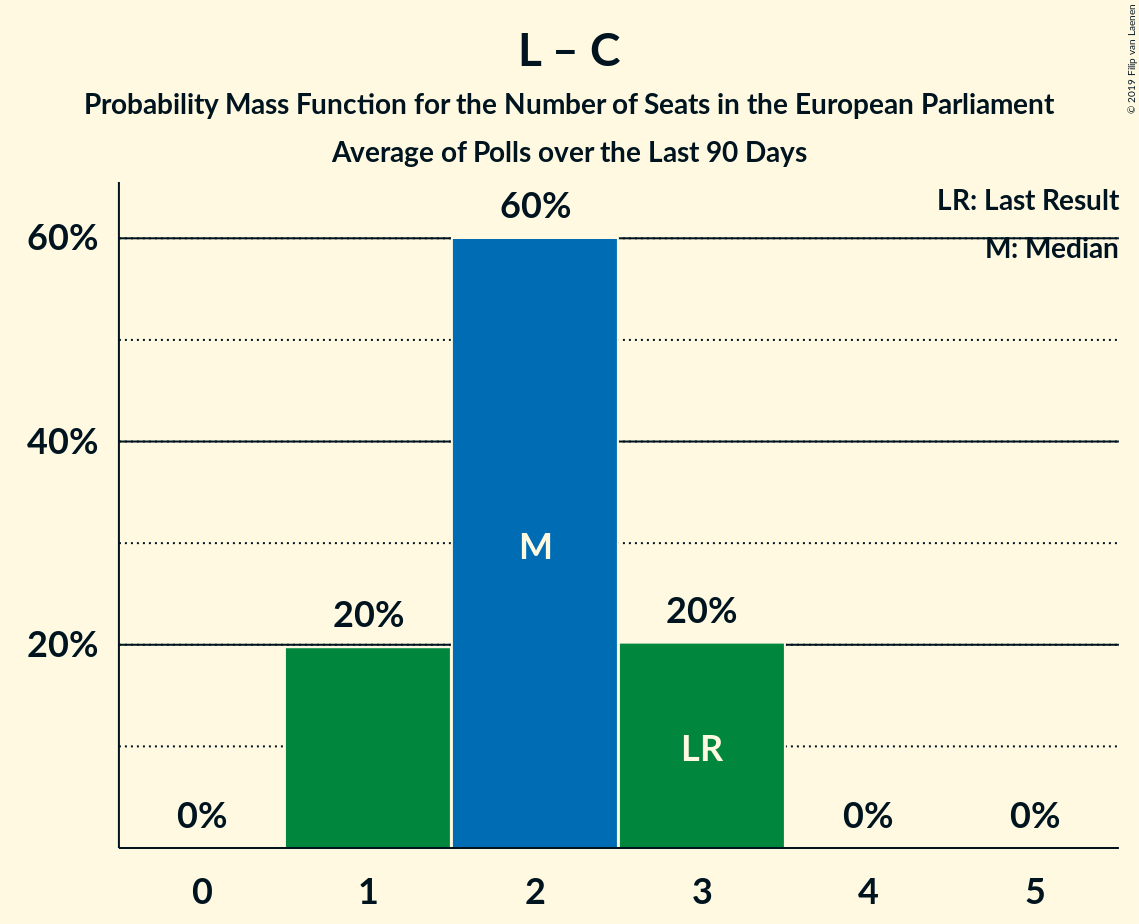 L – C
Probability Mass Function for the Number of Seats in the European Parliament
Average of Polls over the Last 90 Days
© 2019 Filip van Laenen
LR: Last Result
M: Median
60%
40%
20%
0%
20%
60%
20%
0%
0%
M
LR
0 1 2 3 4 5